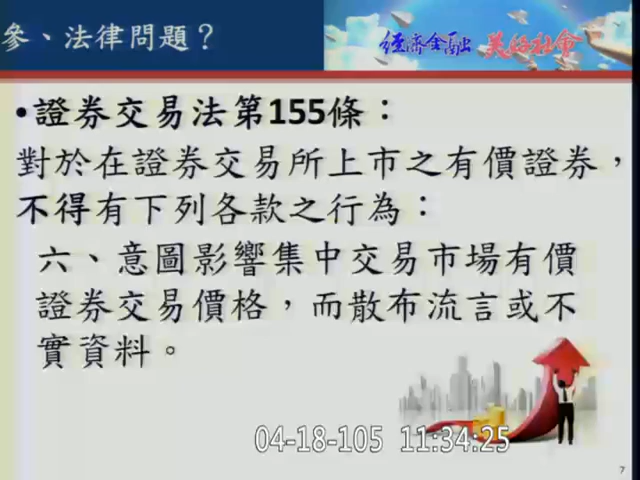 參、法律問題？
經濟金融 美好社會
•證券交易法第155條：
對於在證券交易所上市之有價證券，
不得有下列各款之行為：
六、意圖影響集中交易市場有價
證券交易價格，而散布流言或不
實資料。
04-18-105 11:34:25
7